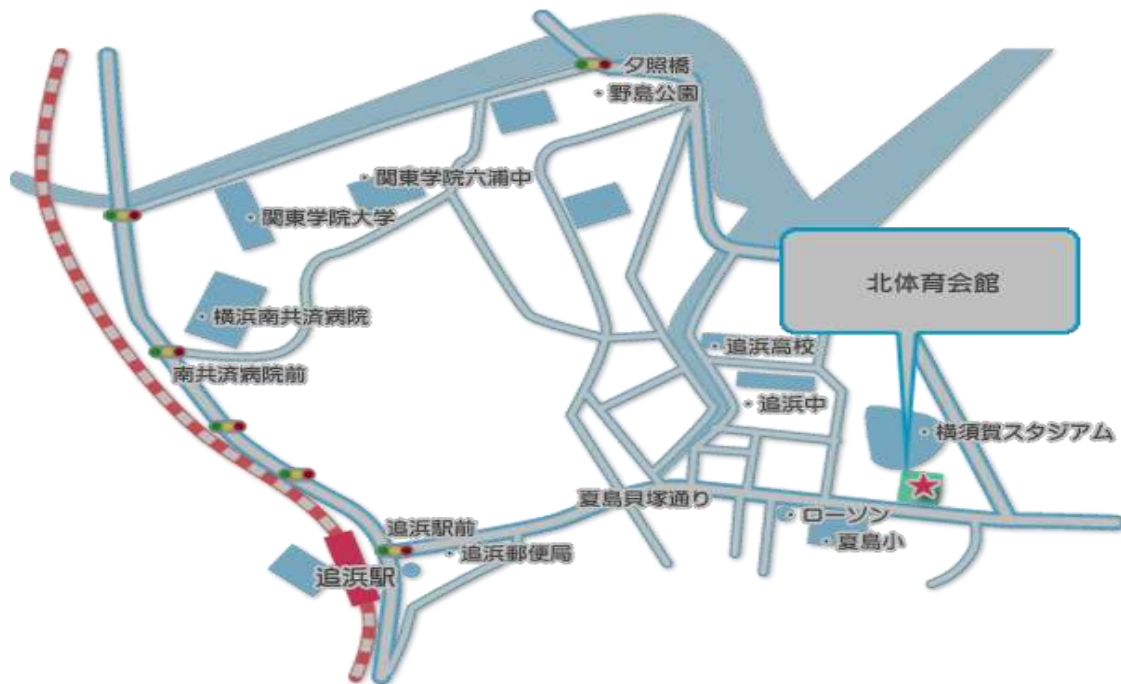 夕照橋
野島公園
関東学院六浦中
関東学院大学
北体育会館
横浜南共済病院
追浜高校
南共済病院前
追浜中
横須賀スタジアム
夏島貝塚通り
ローソン
追浜駅前
夏島小
追浜郵便局
追浜駅